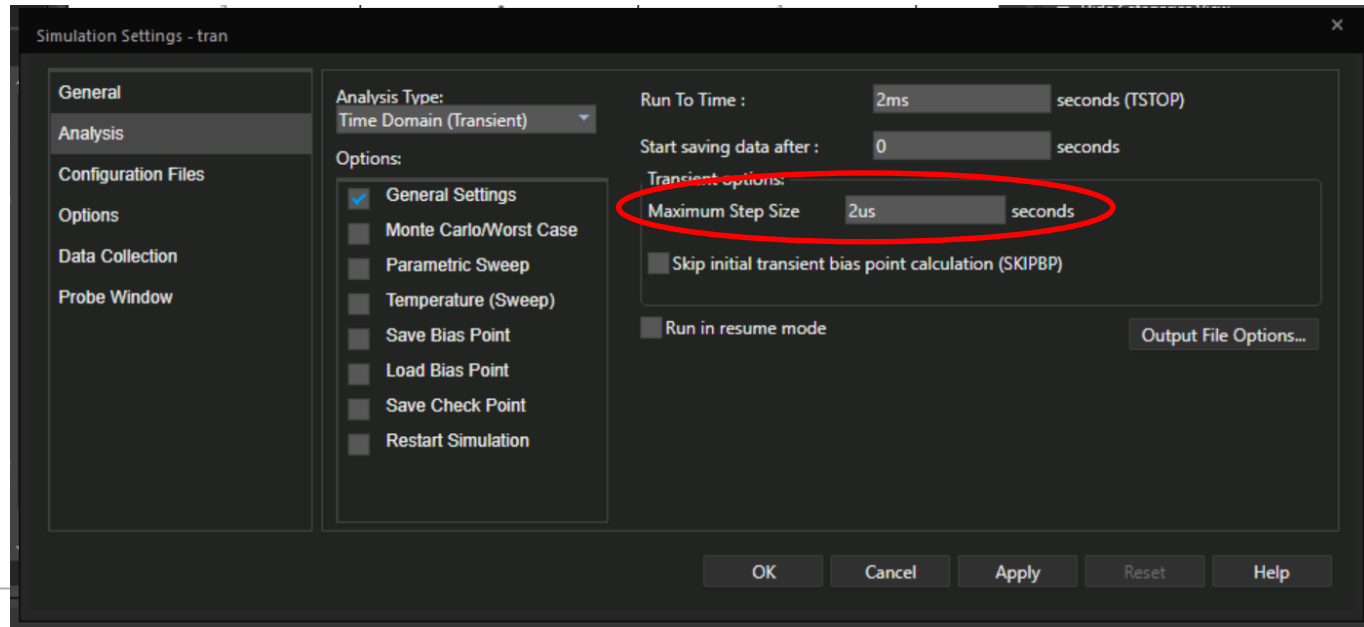 Simulation Settings - tran
General
Analysis
Configuration Files
Options
Data Collection
Probe Window
Analysis Type:
Time Domain (Transient)
Options:
General Settings
Monte Carlo/Worst Case
Parametric Sweep
Temperature (Sweep)
Save Bias Point
Load Bias Point
Save Check Point
Restart Simulation
Run To Time : 2ms seconds (TSTOP)
Start saving data after : 0 seconds
Transient options:
Maximum Step Size 2us seconds
Skip initial transient bias point calculation (SKIPBP)
Run in resume mode
Output File Options...
OK Cancel Apply Reset Help